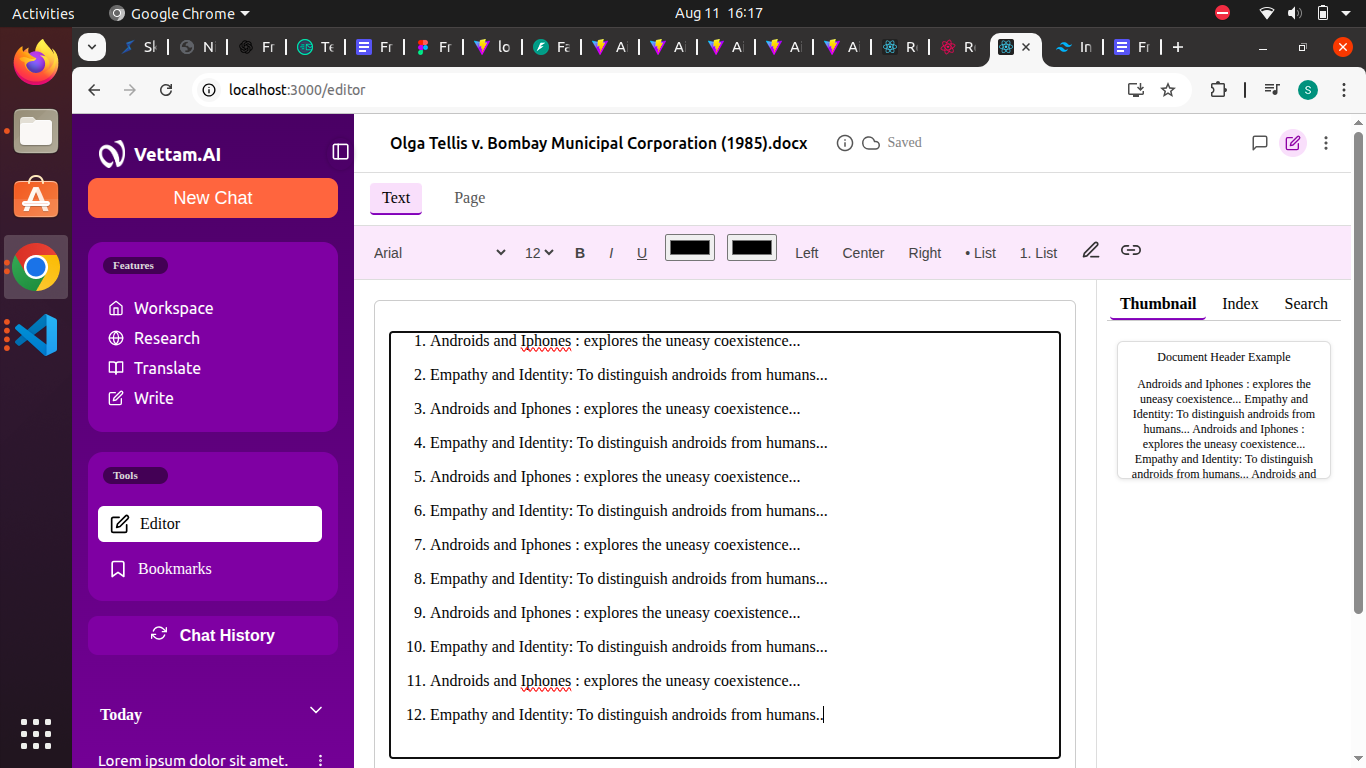 Activities
Google Chrome
Aug 11 16:17
Sk
Ni
Fr
Te
Fr
Fr
lo
Fa
Ai
Ai
Ai
Ai
Ai
Re
Re
In
Fr
localhost:3000/editor
S
Vettam.AI
New Chat
Features
Workspace
Research
Translate
Write
Tools
Editor
Bookmarks
Chat History
Today
Lorem ipsum dolor sit amet.
Olga Tellis v. Bombay Municipal Corporation (1985).docx
Saved
Text Page
Arial 12 B I U Left Center Right • List 1. List
1. Androids and Iphones : explores the uneasy coexistence...
2. Empathy and Identity: To distinguish androids from humans...
3. Androids and Iphones : explores the uneasy coexistence...
4. Empathy and Identity: To distinguish androids from humans...
5. Androids and Iphones : explores the uneasy coexistence...
6. Empathy and Identity: To distinguish androids from humans...
7. Androids and Iphones : explores the uneasy coexistence...
8. Empathy and Identity: To distinguish androids from humans...
9. Androids and Iphones : explores the uneasy coexistence...
10. Empathy and Identity: To distinguish androids from humans...
11. Androids and Iphones : explores the uneasy coexistence...
12. Empathy and Identity: To distinguish androids from humans..
Thumbnail Index Search
Document Header Example
Androids and Iphones : explores the
uneasy coexistence... Empathy and
Identity: To distinguish androids from
humans... Androids and Iphones :
explores the uneasy coexistence...
Empathy and Identity: To distinguish
androids from humans... Androids and